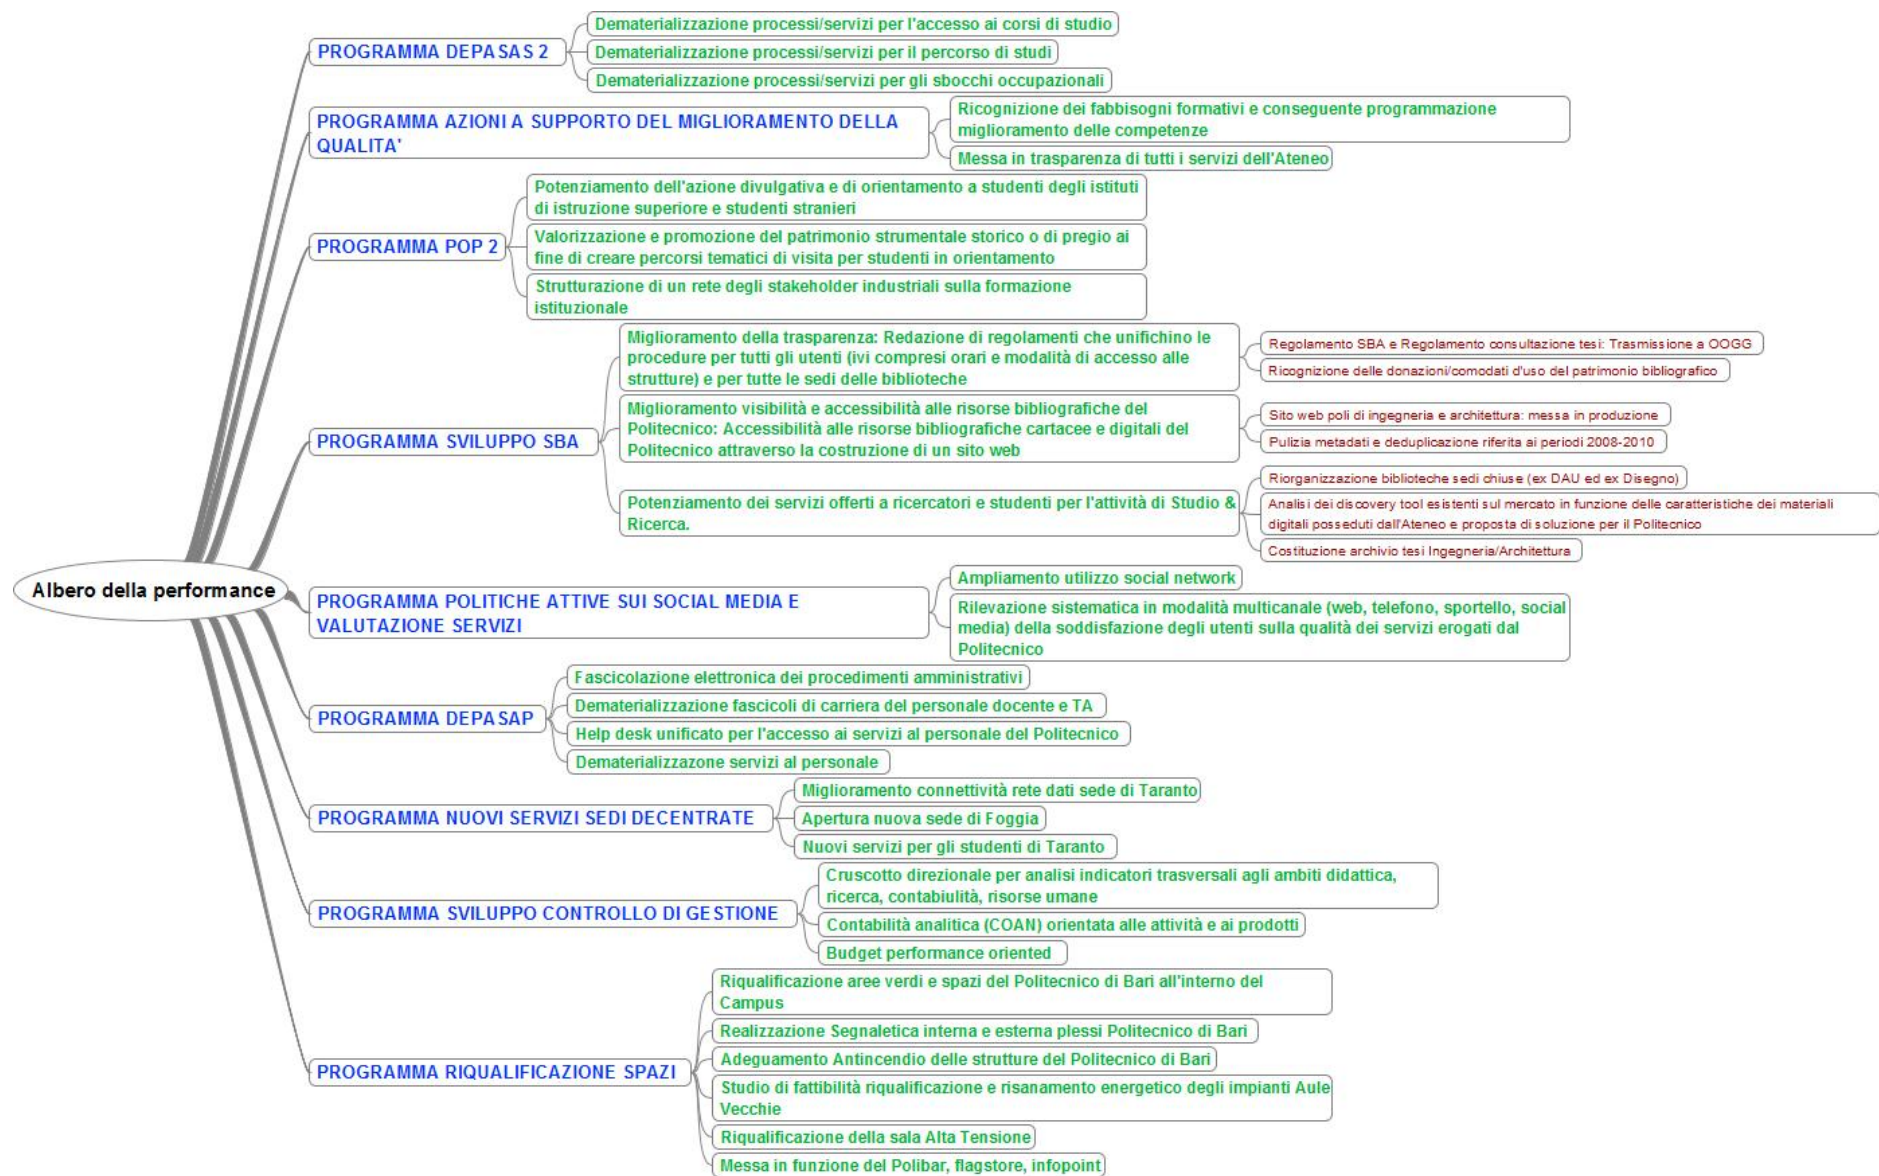 Albero della performance
PROGRAMMA DEPASAS 2
Dematerializzazione processi/servizi per l'accesso ai corsi di studio
Dematerializzazione processi/servizi per il percorso di studi
Dematerializzazione processi/servizi per gli sbocchi occupazionali
PROGRAMMA AZIONI A SUPPORTO DEL MIGLIORAMENTO DELLA
QUALITA'
Ricognizione dei fabbisogni formativi e conseguente programmazione
miglioramento delle competenze
Messa in trasparenza di tutti i servizi dell'Ateneo
PROGRAMMA POP 2
Potenziamento dell'azione divulgativa e di orientamento a studenti degli istituti
di istruzione superiore e studenti stranieri
Valorizzazione e promozione del patrimonio strumentale storico o di pregio ai
fine di creare percorsi tematici di visita per studenti in orientamento
Strutturazione di un rete degli stakeholder industriali sulla formazione
istituzionale
PROGRAMMA SVILUPPO SBA
Miglioramento della trasparenza: Redazione di regolamenti che unifichino le
procedure per tutti gli utenti (ivi compresi orari e modalità di accesso alle
strutture) e per tutte le sedi delle biblioteche
Regolamento SBA e Regolamento consultazione tesi: Trasmissione a OOGG
Ricognizione delle donazioni/comodati d'uso del patrimonio bibliografico
Miglioramento visibilità e accessibilità alle risorse bibliografiche del
Politecnico: Accessibilità alle risorse bibliografiche cartacee e digitali del
Politecnico attraverso la costruzione di un sito web
Sito web poli di ingegneria e architettura: messa in produzione
Pulizia metadati e deduplicazione riferita ai periodi 2008-2010
Potenziamento dei servizi offerti a ricercatori e studenti per l'attività di Studio &
Ricerca.
Riorganizzazione biblioteche sedi chiuse (ex DAU ed ex Disegno)
Analisi dei discovery tool esistenti sul mercato in funzione delle caratteristiche dei materiali
digitali posseduti dall'Ateneo e proposta di soluzione per il Politecnico
Costituzione archivio tesi Ingegneria/Architettura
PROGRAMMA POLITICHE ATTIVE SUI SOCIAL MEDIA E
VALUTAZIONE SERVIZI
Ampliamento utilizzo social network
Rilevazione sistematica in modalità multicanale (web, telefono, sportello, social
media) della soddisfazione degli utenti sulla qualità dei servizi erogati dal
Politecnico
PROGRAMMA DEPASAP
Fascicolazione elettronica dei procedimenti amministrativi
Dematerializzazione fascicoli di carriera del personale docente e TA
Help desk unificato per l'accesso ai servizi al personale del Politecnico
Dematerializzazone servizi al personale
PROGRAMMA NUOVI SERVIZI SEDI DECENTRATE
Miglioramento connettività rete dati sede di Taranto
Apertura nuova sede di Foggia
Nuovi servizi per gli studenti di Taranto
PROGRAMMA SVILUPPO CONTROLLO DI GESTIONE
Cruscotto direzionale per analisi indicatori trasversali agli ambiti didattica,
ricerca, contabiulità, risorse umane
Contabilità analitica (COAN) orientata alle attività e ai prodotti
Budget performance oriented
PROGRAMMA RIQUALIFICAZIONE SPAZI
Riqualificazione aree verdi e spazi del Politecnico di Bari all'interno del
Campus
Realizzazione Segnaletica interna e esterna plessi Politecnico di Bari
Adeguamento Antincendio delle strutture del Politecnico di Bari
Studio di fattibilità riqualificazione e risanamento energetico degli impianti Aule
Vecchie
Riqualificazione della sala Alta Tensione
Messa in funzione del Polibar, flagstore, infopoint